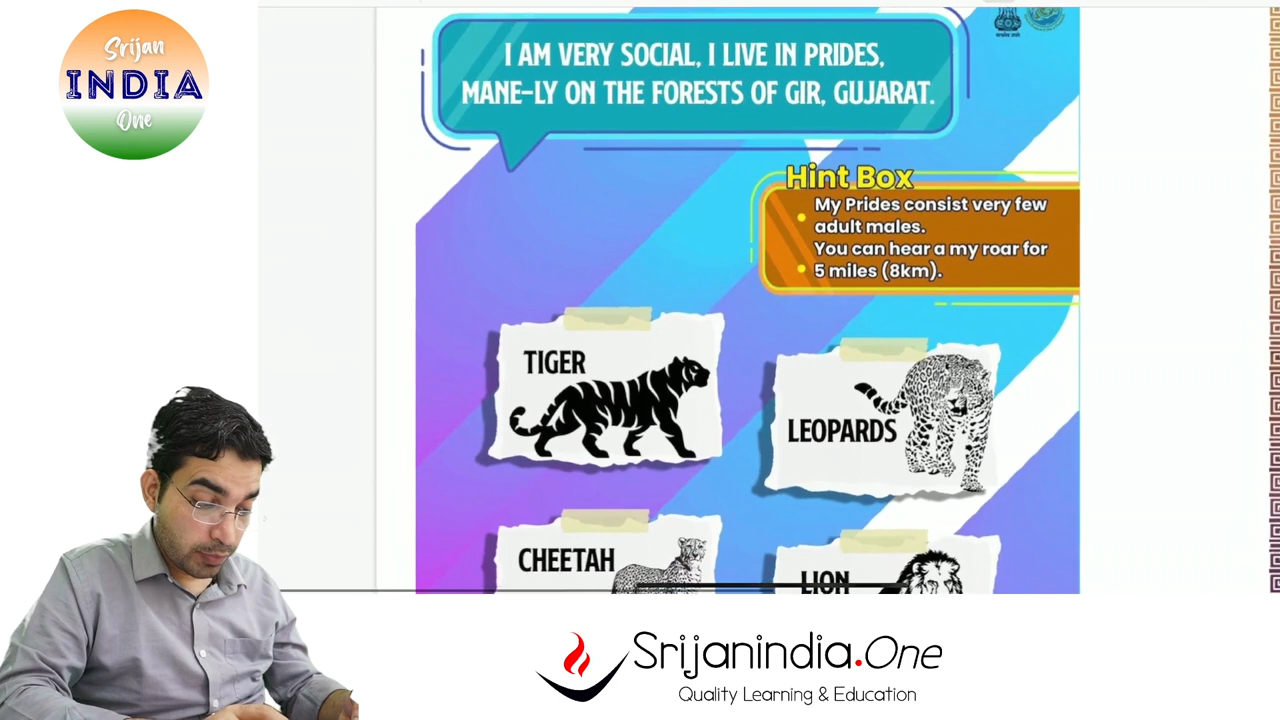 Srijan
INDIA
One
I AM VERY SOCIAL, I LIVE IN PRIDES,
MANE-LY ON THE FORESTS OF GIR, GUJARAT.
Hint Box
My Prides consist very few
adult males.
You can hear a my roar for
5 miles (8km).
TIGER
LEOPARDS
CHEETAH
LION
Srijanindia.One
Quality Learning & Education